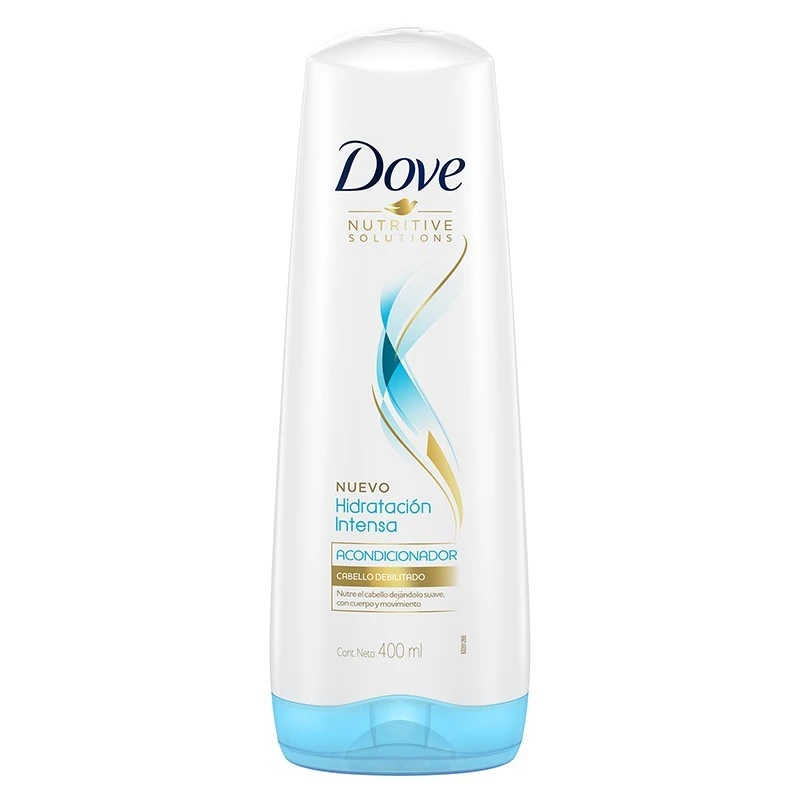 Dove
NUTRITIVE
SOLUTIONS
NUEVO
Hidratación
Intensa
ACONDICIONADOR
CABELLO DEBILITADO
Nutre el cabello dejándolo suave,
con cuerpo y movimiento
Cont. Neto 400 ml